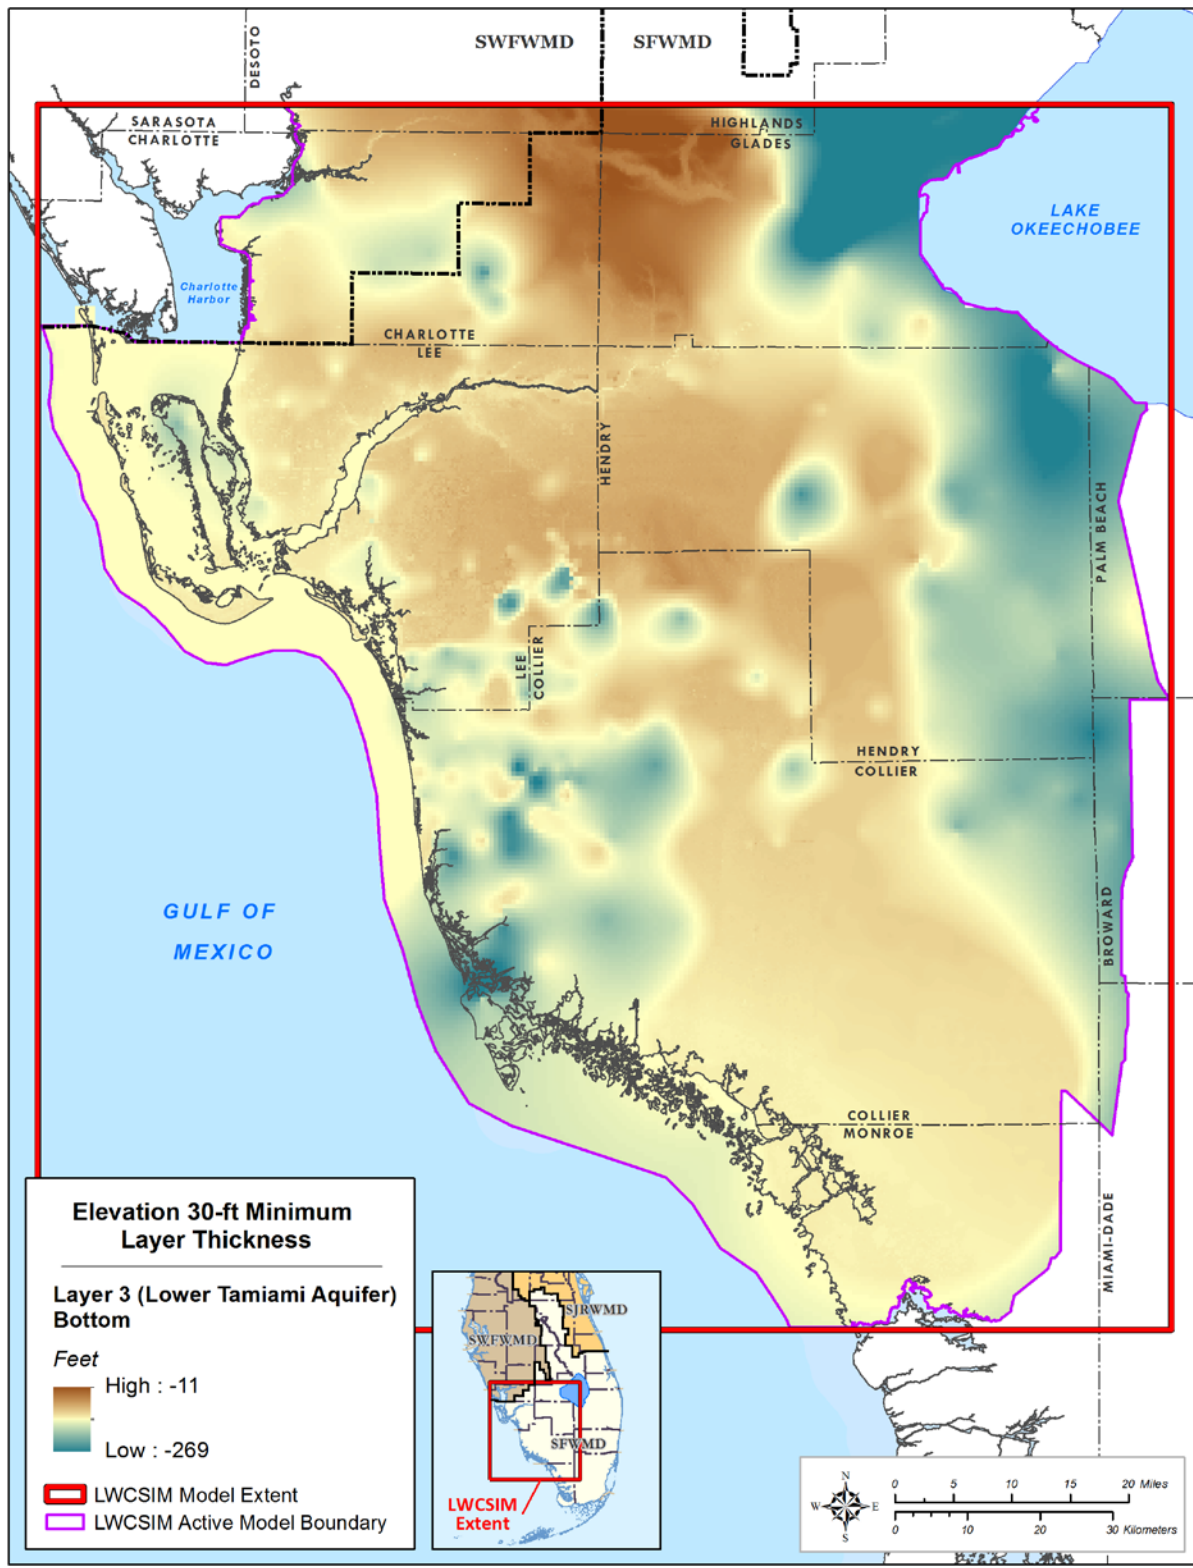 SWFWMD
SFWMD
DESOTO
SARASOTA
CHARLOTTE
HIGHLANDS
GLADES
LAKE
OKEECHOBEE
Charlotte
Harbor
CHARLOTTE
LEE
HENDRY
PALM BEACH
LEE
COLLIER
HENDRY
COLLIER
GULF OF
MEXICO
BROWARD
COLLIER
MONROE
MIAMI-DADE
Elevation 30-ft Minimum
Layer Thickness
Layer 3 (Lower Tamiami Aquifer)
Bottom
Feet
High : -11
Low : -269
LWCSIM Model Extent
LWCSIM Active Model Boundary
SJRWMD
SWFWMD
SFWMD
LWCSIM
Extent
N
W E
S
0 5 10 15 20 Miles
0 10 20 30 Kilometers